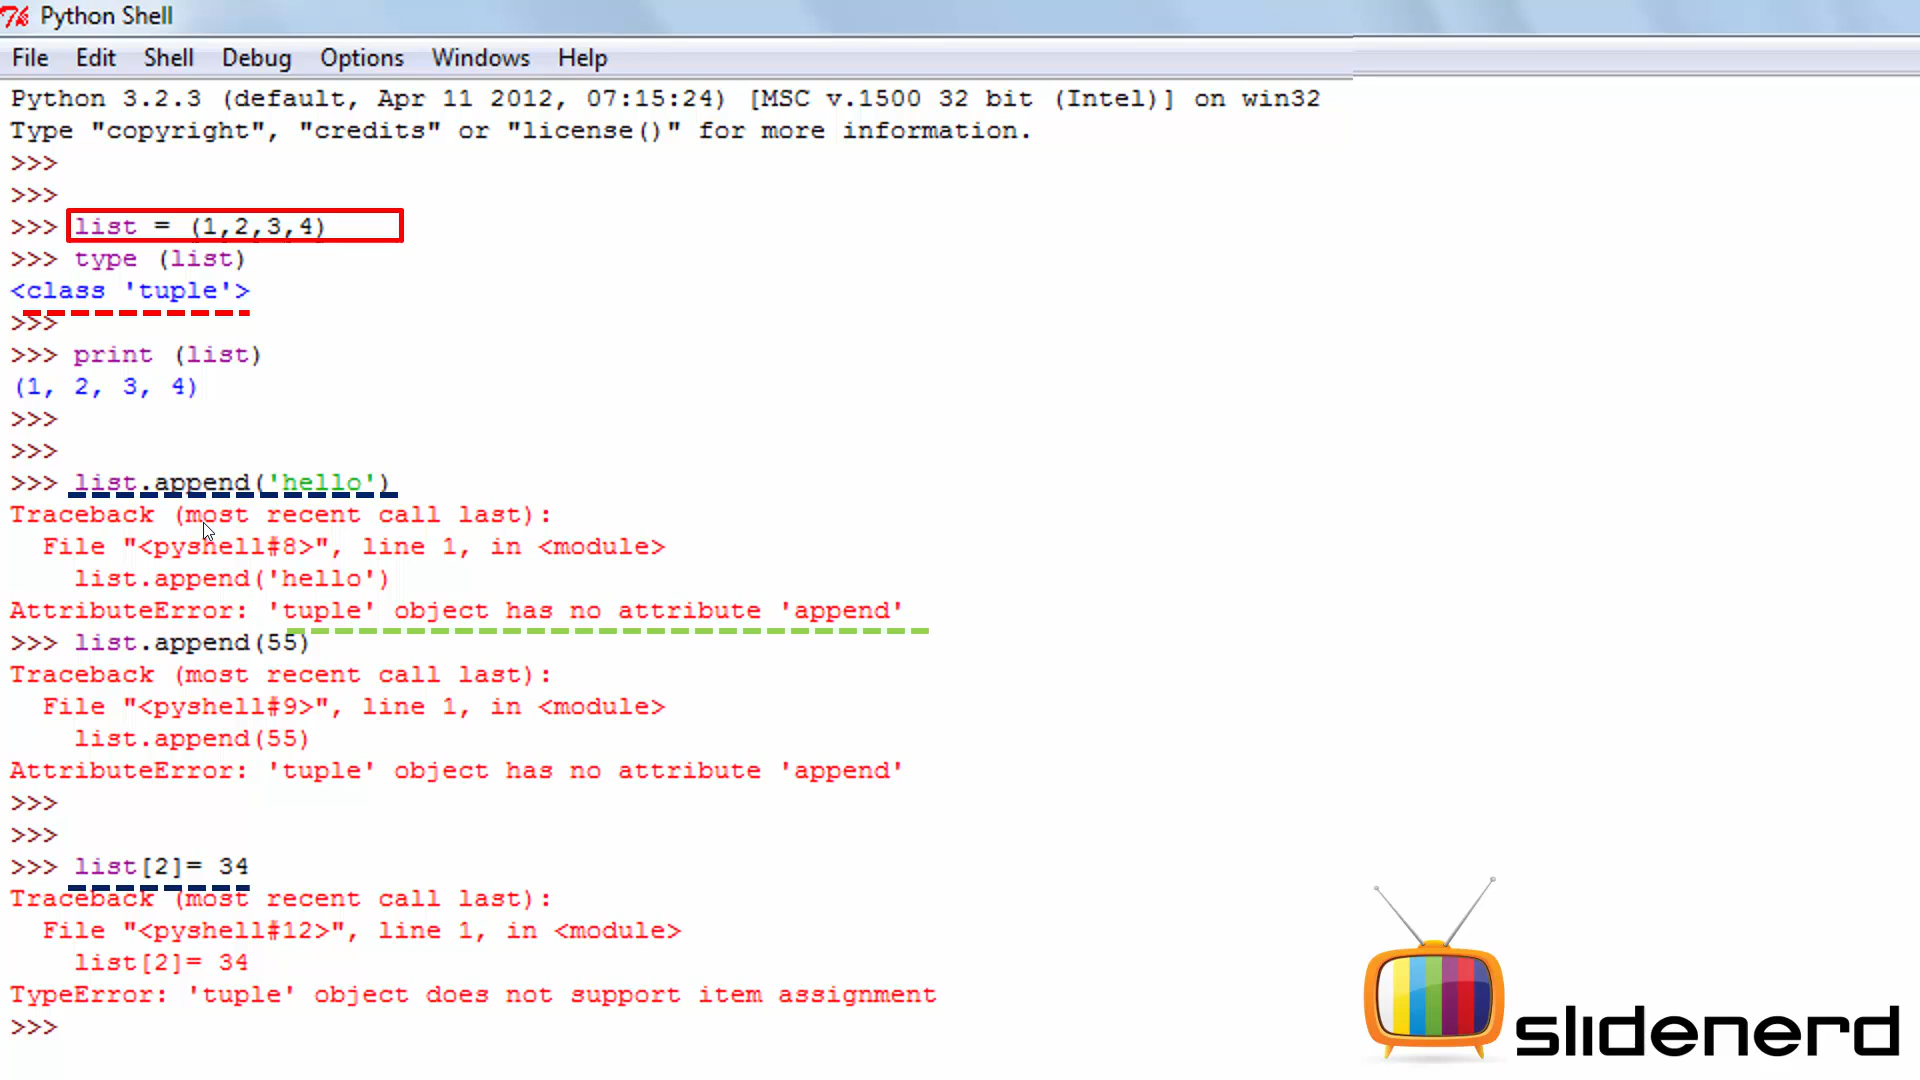 Python Shell
File Edit Shell Debug Options Windows Help
Python 3.2.3 (default, Apr 11 2012, 07:15:24) [MSC v.1500 32 bit (Intel)] on win32
Type "copyright", "credits" or "license()" for more information.
>>>
>>>
>>> list = (1,2,3,4)
>>> type (list)
<class 'tuple'>
>>>
>>> print (list)
(1, 2, 3, 4)
>>>
>>>
>>> list.append('hello')
Traceback (most recent call last):
  File "<pyshell#8>", line 1, in <module>
    list.append('hello')
AttributeError: 'tuple' object has no attribute 'append'
>>> list.append(55)
Traceback (most recent call last):
  File "<pyshell#9>", line 1, in <module>
    list.append(55)
AttributeError: 'tuple' object has no attribute 'append'
>>>
>>>
>>> list[2]= 34
Traceback (most recent call last):
  File "<pyshell#12>", line 1, in <module>
    list[2]= 34
TypeError: 'tuple' object does not support item assignment
>>>
slidenerd